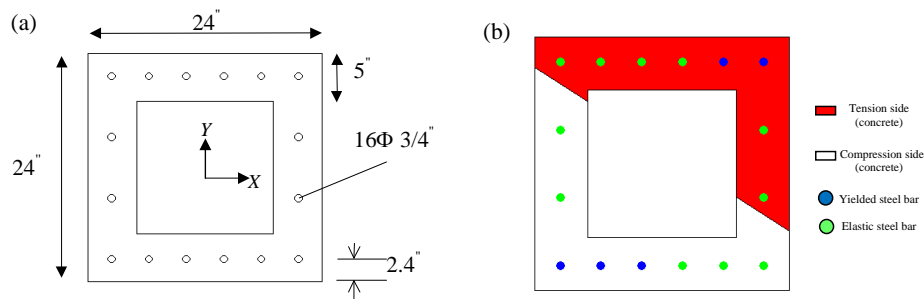 (a)
24"
5"
24"
Y
X
16Φ 3/4"
2.4"
(b)
Tension side
(concrete)
Compression side
(concrete)
Yielded steel bar
Elastic steel bar